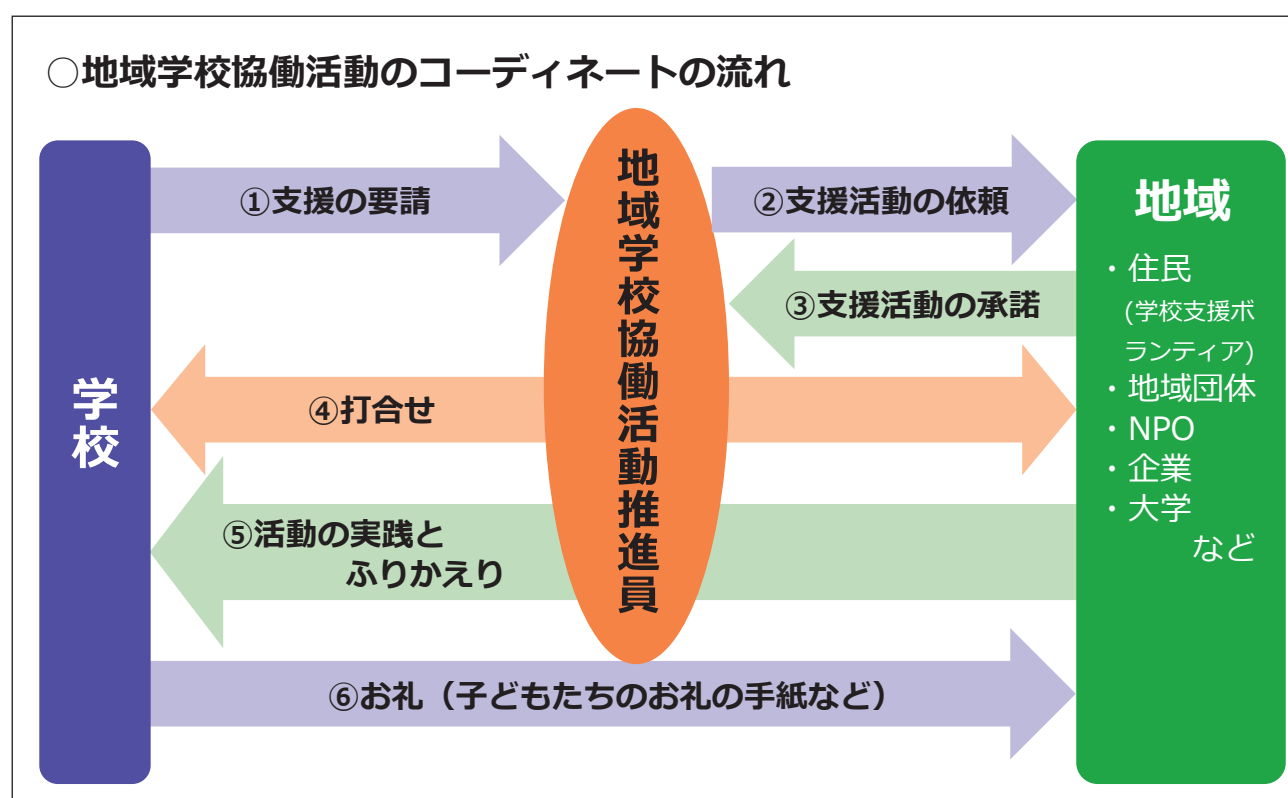 ○地域学校協働活動のコーディネートの流れ
学校
①支援の要請
地域学校協働活動推進員
②支援活動の依頼
③支援活動の承諾
④打合せ
⑤活動の実践と
ふりかえり
⑥お礼（子どもたちのお礼の手紙など）
地域
・住民
(学校支援ボ
ランティア)
・地域団体
・NPO
・企業
・大学
など